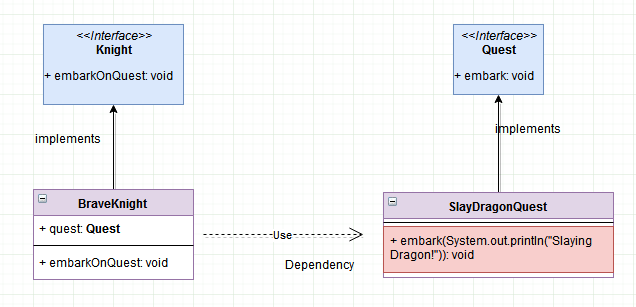 <<Interface>>
Knight
+ embarkOnQuest: void
<<Interface>>
Quest
+ embark: void
implements
implements
BraveKnight
+ quest: Quest
+ embarkOnQuest: void
Use
Dependency
SlayDragonQuest
+ embark(System.out.println("Slaying
Dragon!")): void